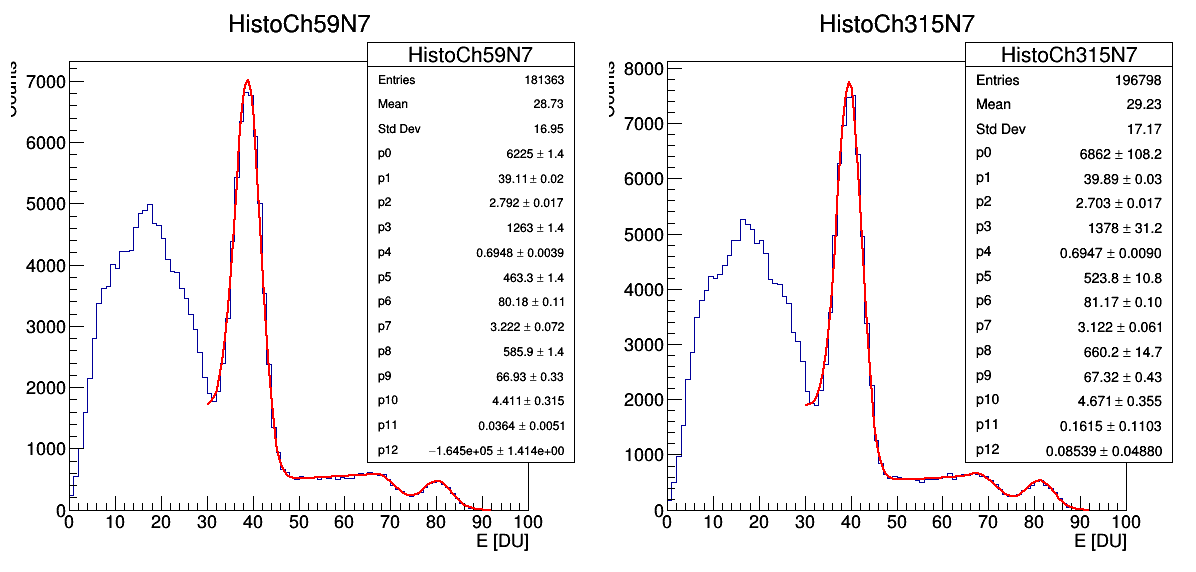 HistoCh59N7
HistoCh59N7
Entries 181363
Mean 28.73
Std Dev 16.95
p0 6225 ± 1.4
p1 39.11 ± 0.02
p2 2.792 ± 0.017
p3 1263 ± 1.4
p4 0.6948 ± 0.0039
p5 463.3 ± 1.4
p6 80.18 ± 0.11
p7 3.222 ± 0.072
p8 585.9 ± 1.4
p9 66.93 ± 0.33
p10 4.411 ± 0.315
p11 0.0364 ± 0.0051
p12 −1.645e+05 ± 1.414e+00
7000
6000
5000
4000
3000
2000
1000
0
0 10 20 30 40 50 60 70 80 90 100
E [DU]
HistoCh315N7
HistoCh315N7
Entries 196798
Mean 29.23
Std Dev 17.17
p0 6862 ± 108.2
p1 39.89 ± 0.03
p2 2.703 ± 0.017
p3 1378 ± 31.2
p4 0.6947 ± 0.0090
p5 523.8 ± 10.8
p6 81.17 ± 0.10
p7 3.122 ± 0.061
p8 660.2 ± 14.7
p9 67.32 ± 0.43
p10 4.671 ± 0.355
p11 0.1615 ± 0.1103
p12 0.08539 ± 0.04880
8000
7000
6000
5000
4000
3000
2000
1000
0
0 10 20 30 40 50 60 70 80 90 100
E [DU]